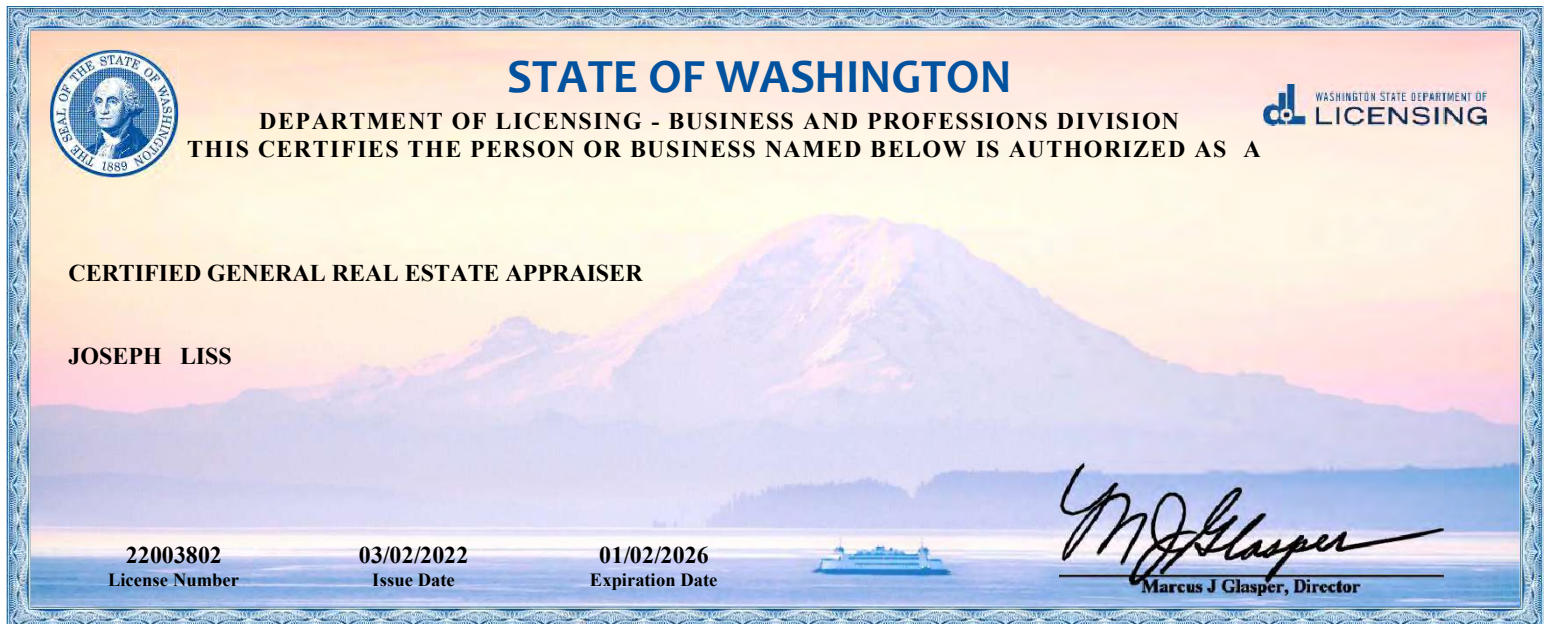 THE SEAL OF THE STATE OF WASHINGTON
1889
STATE OF WASHINGTON
DEPARTMENT OF LICENSING - BUSINESS AND PROFESSIONS DIVISION
THIS CERTIFIES THE PERSON OR BUSINESS NAMED BELOW IS AUTHORIZED AS A
dol WASHINGTON STATE DEPARTMENT OF
LICENSING
CERTIFIED GENERAL REAL ESTATE APPRAISER
JOSEPH LISS
22003802 03/02/2022 01/02/2026
License Number Issue Date Expiration Date
MJGlasper
Marcus J Glasper, Director